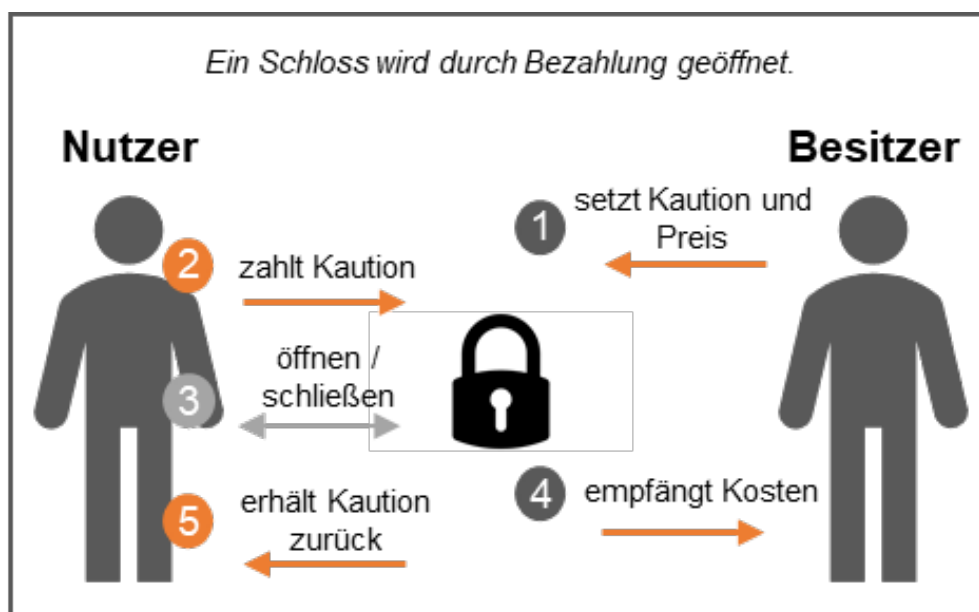 Ein Schloss wird durch Bezahlung geöffnet.
Nutzer
Besitzer
1
setzt Kaution und
Preis
2
zahlt Kaution
3
öffnen /
schließen
4
empfängt Kosten
5
erhält Kaution
zurück